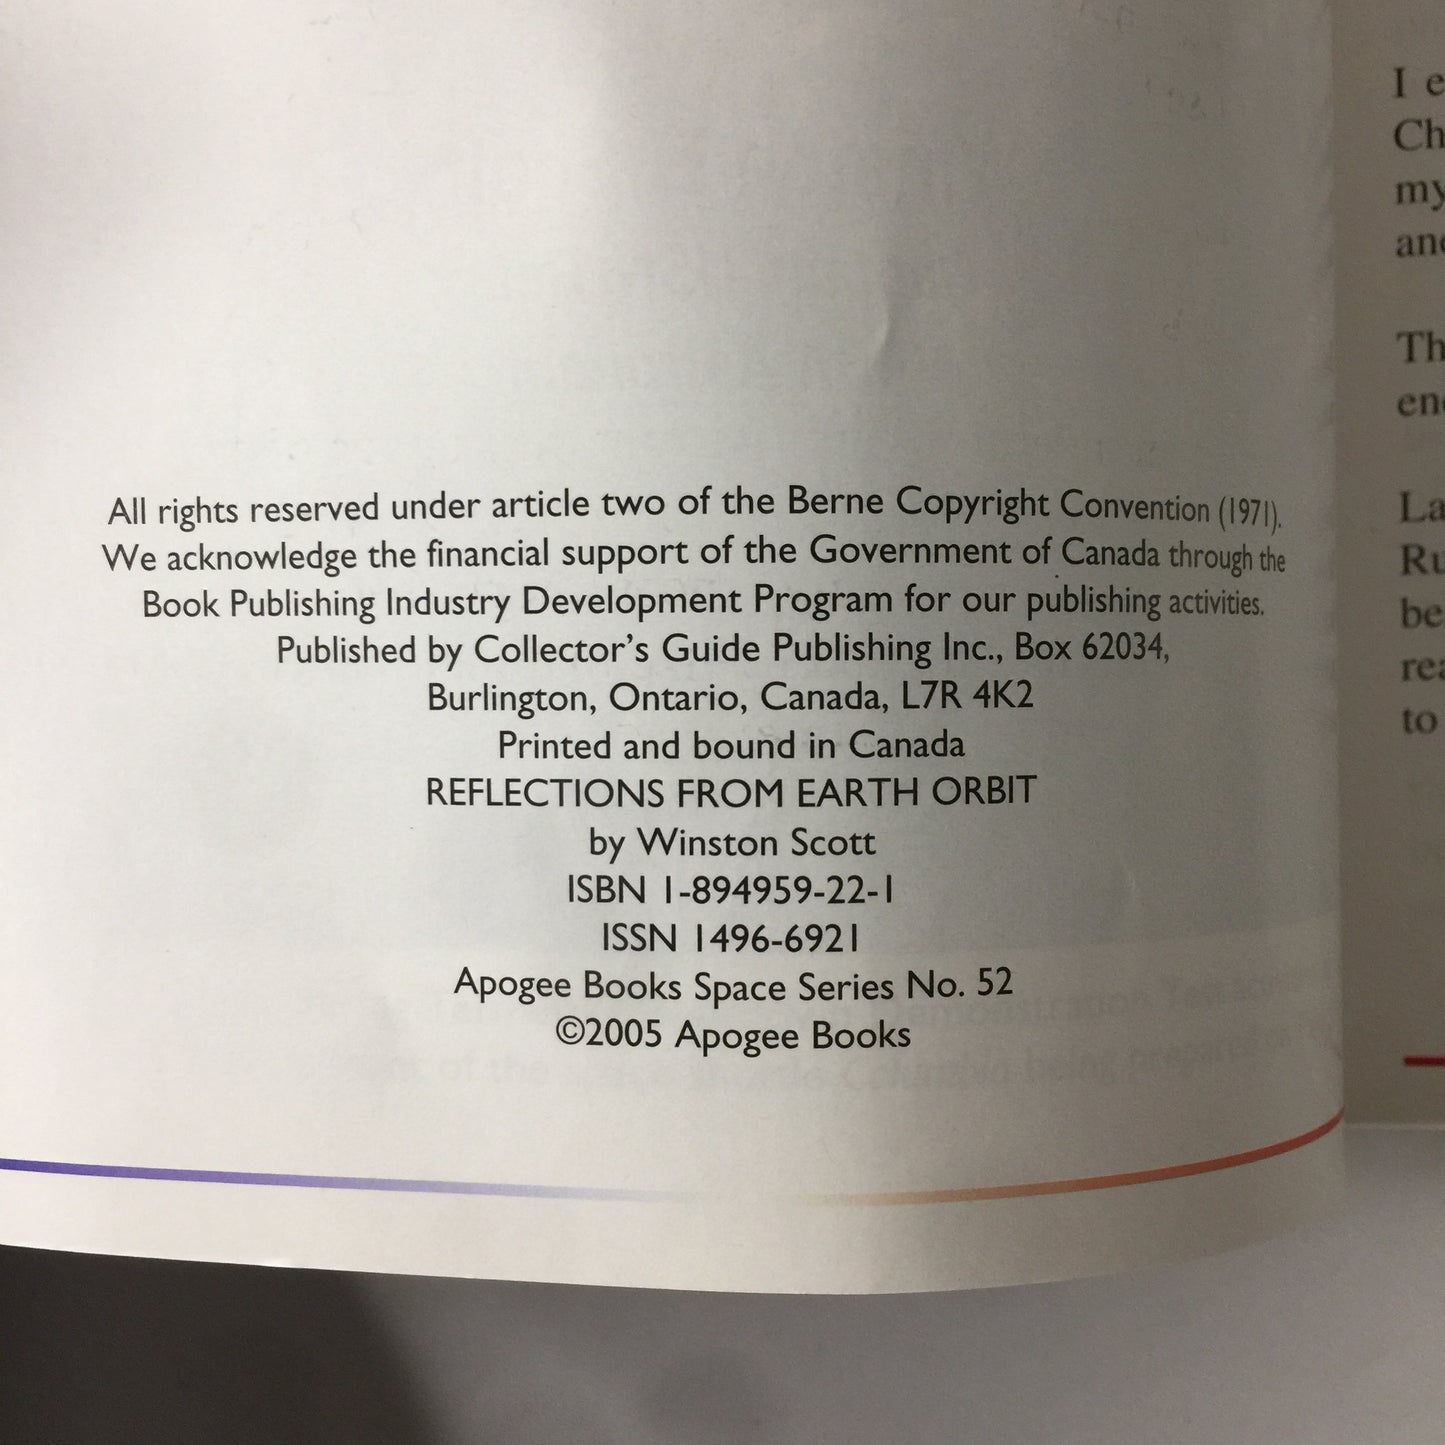 All rights reserved under article two of the Berne Copyright Convention (1971).
We acknowledge the financial support of the Government of Canada through the
Book Publishing Industry Development Program for our publishing activities.
Published by Collector's Guide Publishing Inc., Box 62034,
Burlington, Ontario, Canada, L7R 4K2
Printed and bound in Canada
REFLECTIONS FROM EARTH ORBIT
by Winston Scott
ISBN 1-894959-22-1
ISSN 1496-6921
Apogee Books Space Series No. 52
©2005 Apogee Books
I
my
to